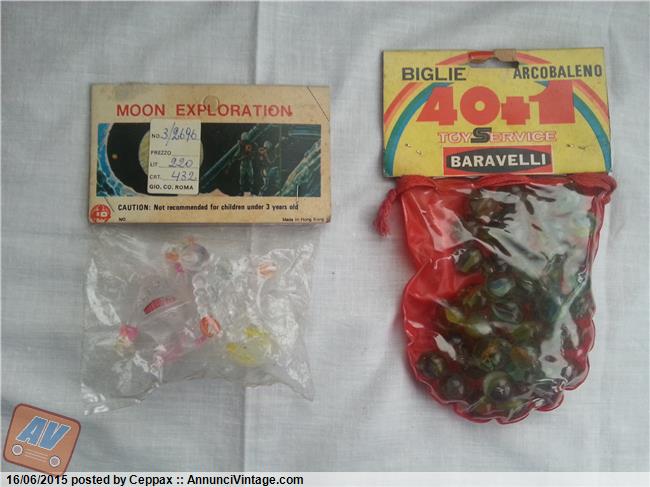 MOON EXPLORATION
NO. 3/2696
PREZZO
LIT. 220
CRT. 432
GIO. CO. ROMA
CAUTION: Not recommended for children under 3 years old
NO.
Made in Hong Kong
BIGLIE ARCOBALENO
40+1
TOY SERVICE
BARAVELLI
AV
16/06/2015 posted by Ceppax :: AnnunciVintage.com